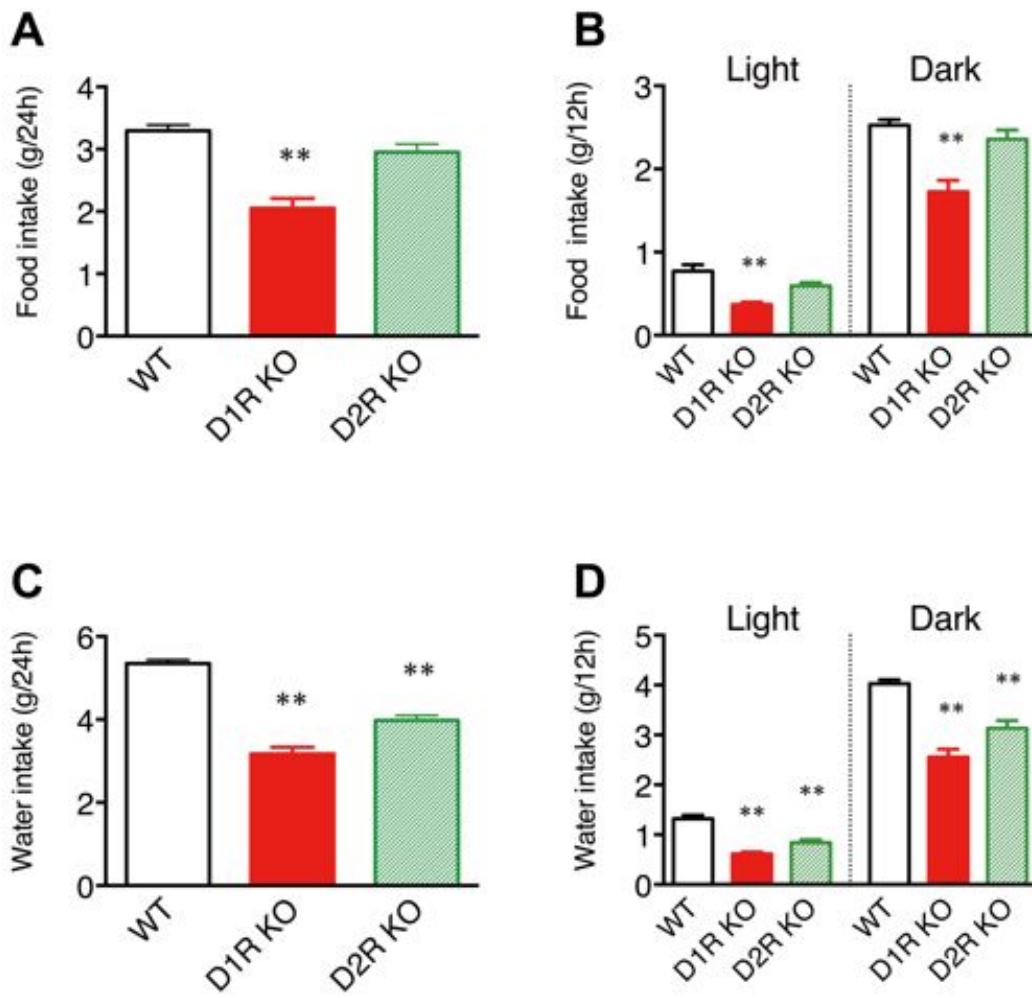 A
Food intake (g/24h)
4
3
2
1
0
WT
D1R KO
D2R KO
**
B
Food intake (g/12h)
Light
Dark
3
2
1
0
WT
D1R KO
D2R KO
WT
D1R KO
D2R KO
**
**
C
Water intake (g/24h)
6
4
2
0
WT
D1R KO
D2R KO
**
**
D
Water intake (g/12h)
Light
Dark
5
4
3
2
1
0
WT
D1R KO
D2R KO
WT
D1R KO
D2R KO
**
**
**
**